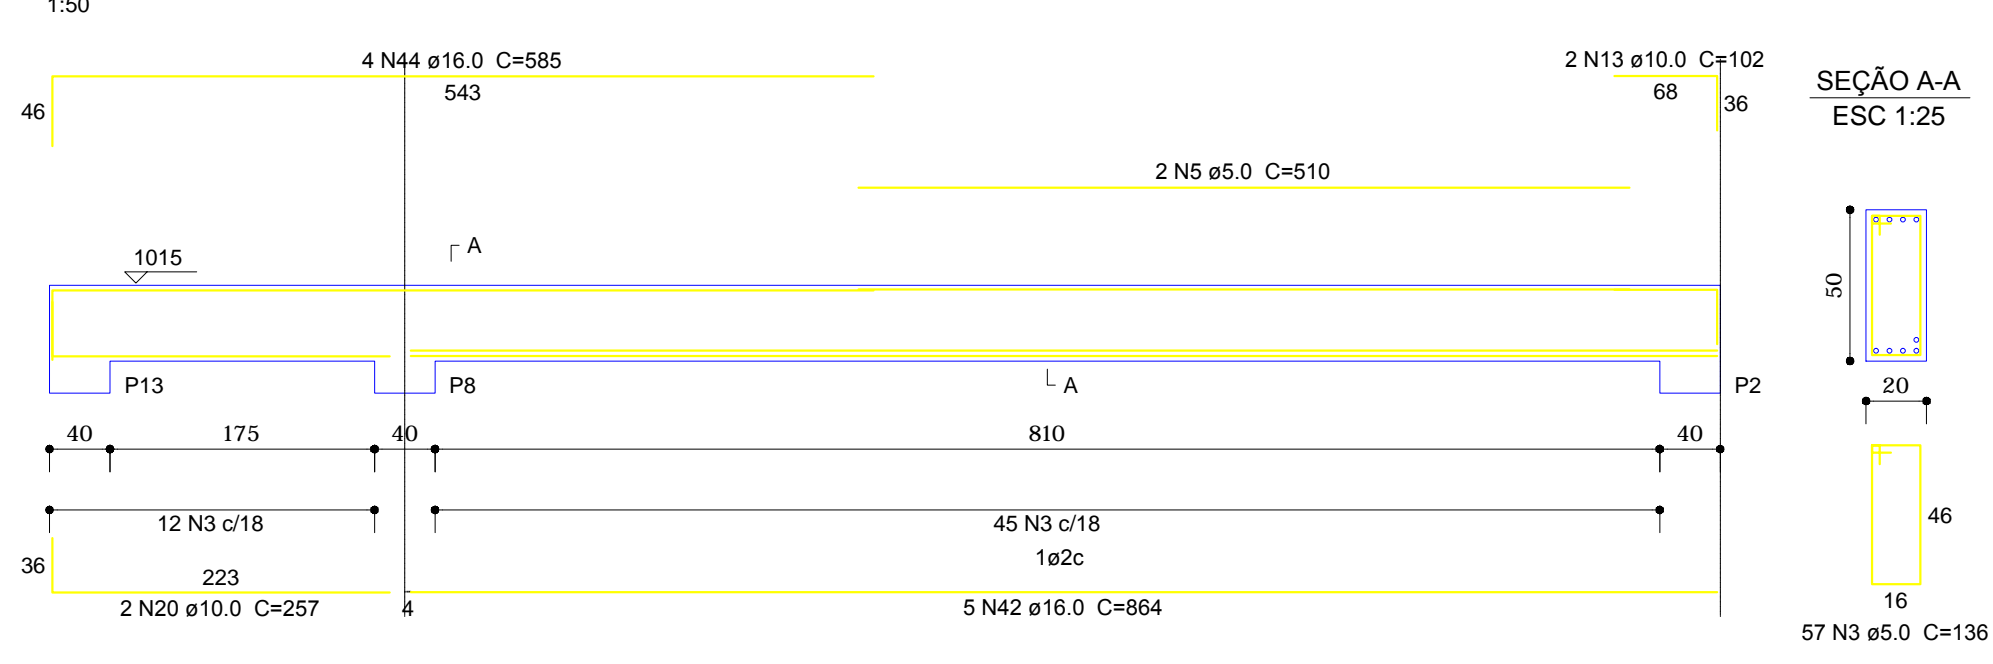 1:50
4 N44 ø16.0  C=585
2 N13 ø10.0  C=102
543
68
46
36
SEÇÃO A-A
ESC 1:25
2 N5 ø5.0  C=510
A
1015
50
P13
P8
A
P2
20
40
175
40
810
40
12 N3 c/18
45 N3 c/18
46
1ø2c
36
223
2 N20 ø10.0  C=257
4
5 N42 ø16.0  C=864
16
57 N3 ø5.0  C=136